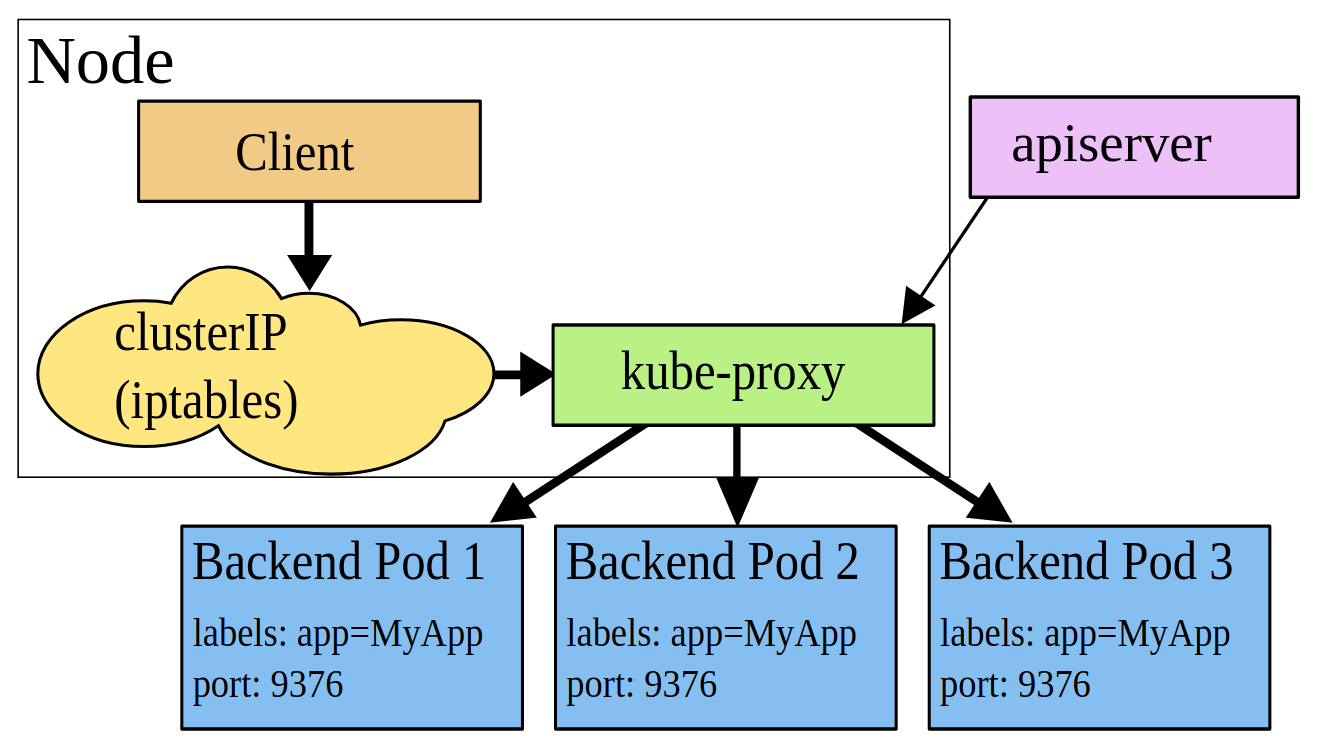 Node
Client
apiserver
clusterIP
(iptables)
kube-proxy
Backend Pod 1
labels: app=MyApp
port: 9376
Backend Pod 2
labels: app=MyApp
port: 9376
Backend Pod 3
labels: app=MyApp
port: 9376